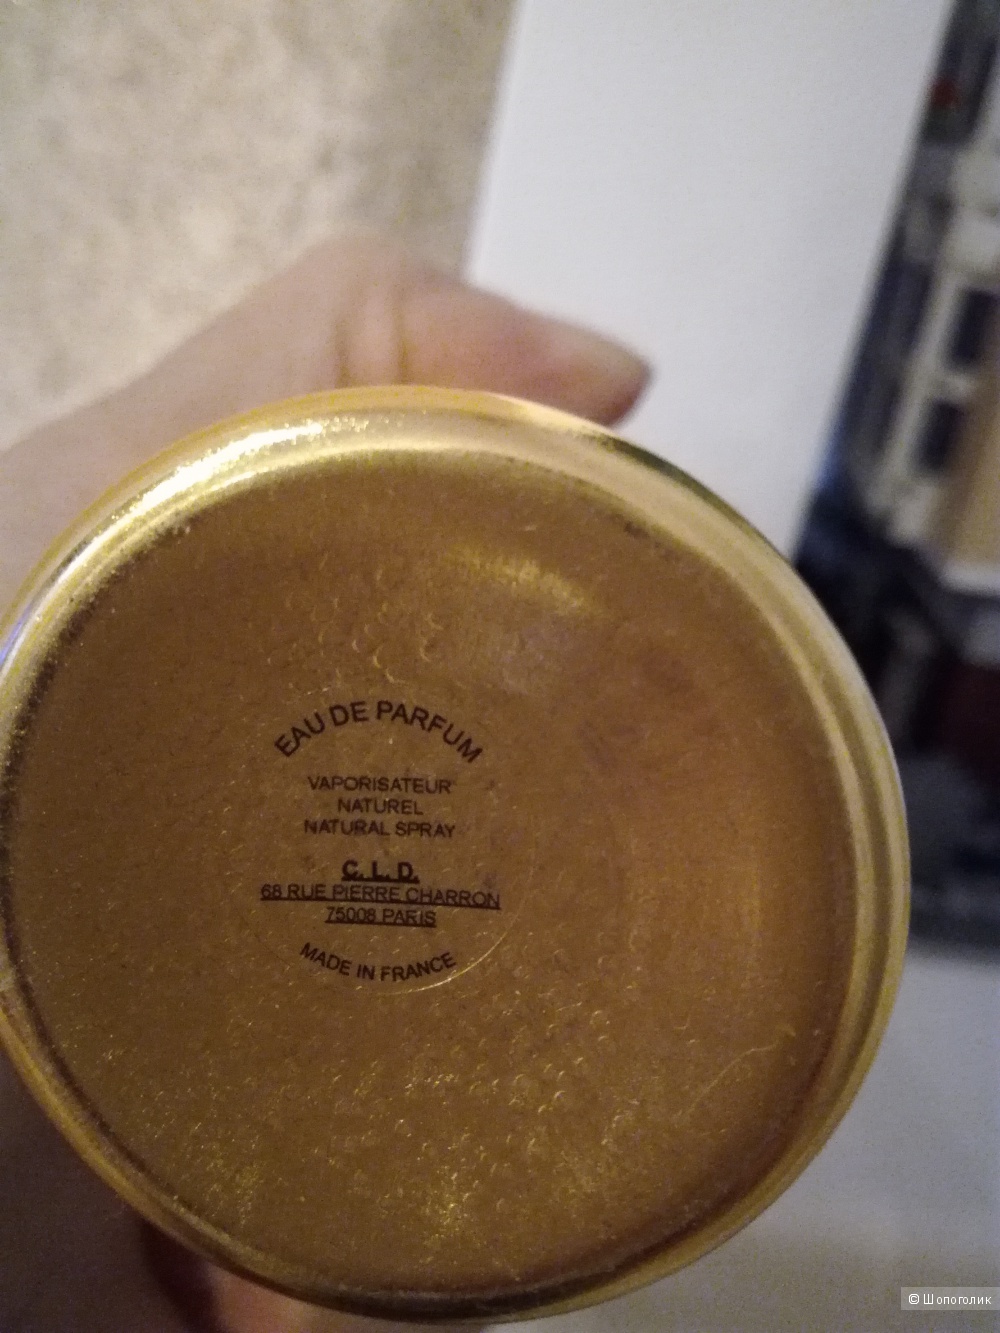 EAU DE PARFUM
VAPORISATEUR
NATUREL
NATURAL SPRAY
C.L.D.
68 RUE PIERRE CHARRON
75008 PARIS
MADE IN FRANCE
© Шопоголик